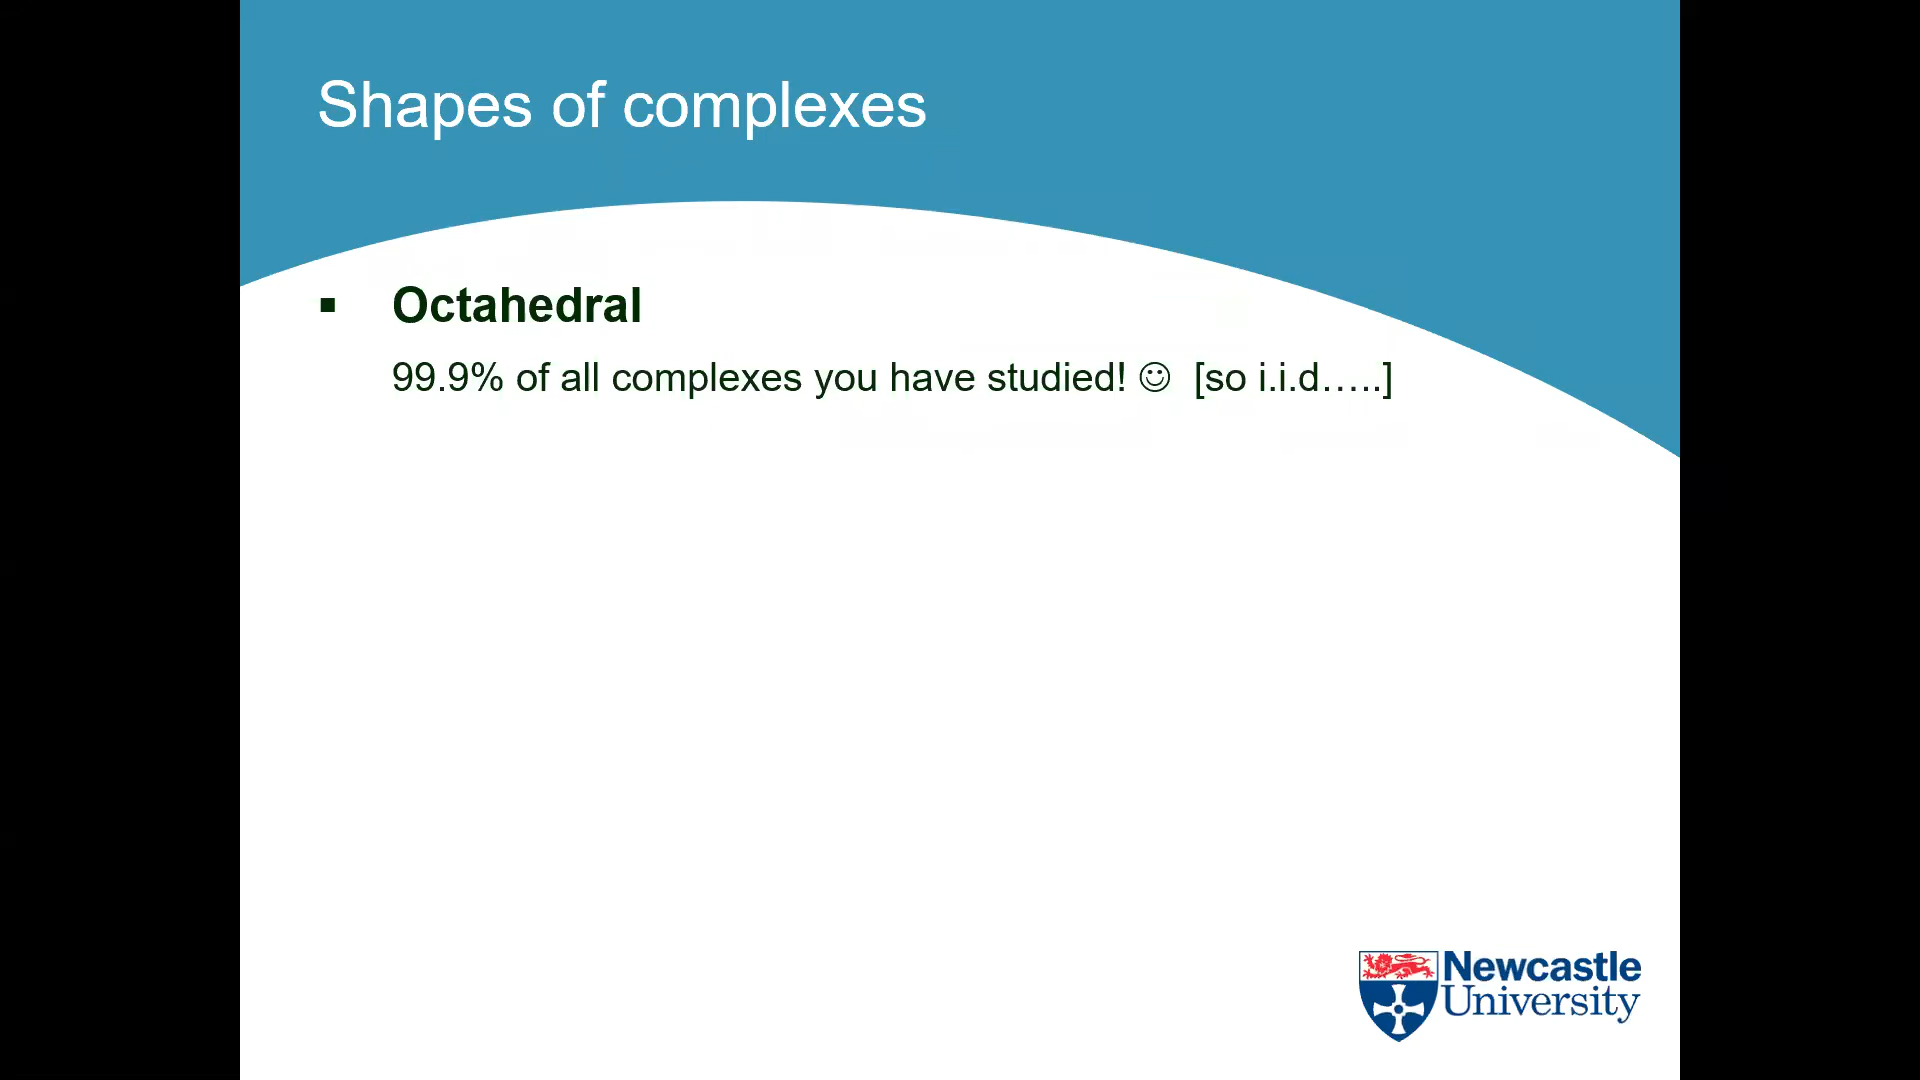 Shapes of complexes
▪ Octahedral
99.9% of all complexes you have studied! ☺ [so i.i.d…..]
Newcastle
University